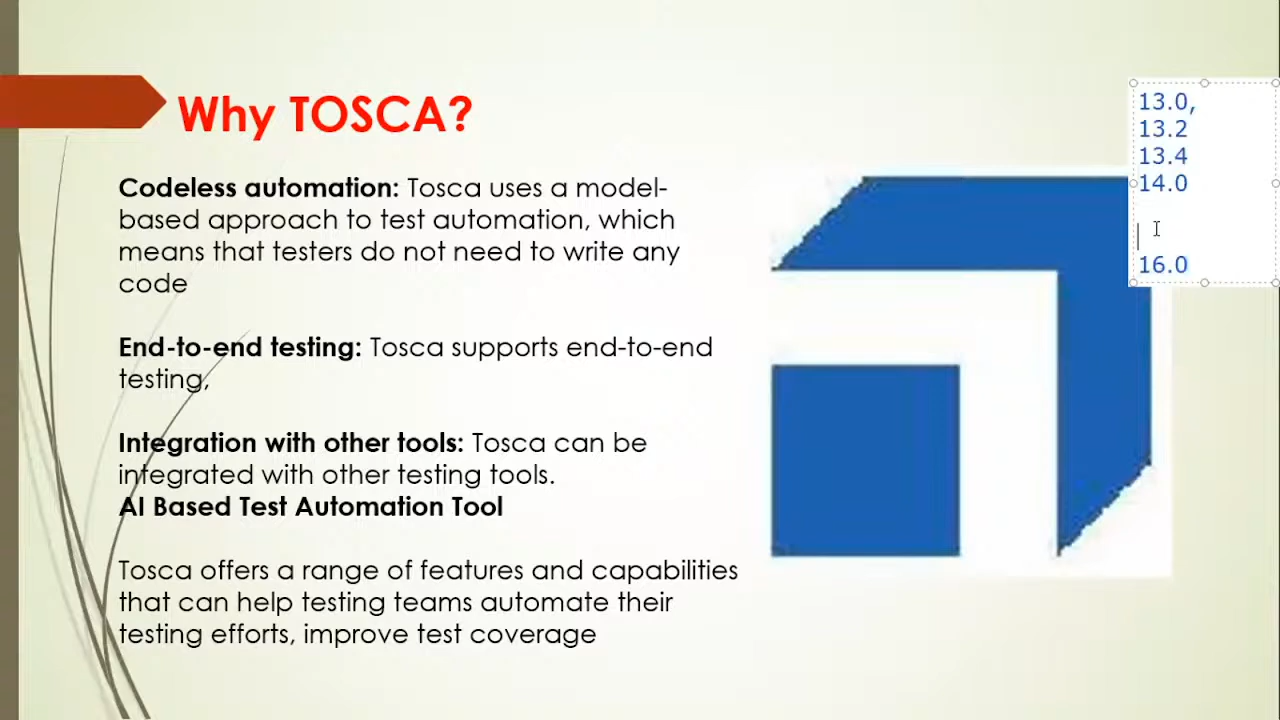 Why TOSCA?
Codeless automation: Tosca uses a model-
based approach to test automation, which
means that testers do not need to write any
code
End-to-end testing: Tosca supports end-to-end
testing,
Integration with other tools: Tosca can be
integrated with other testing tools.
AI Based Test Automation Tool
Tosca offers a range of features and capabilities
that can help testing teams automate their
testing efforts, improve test coverage
13.0,
13.2
13.4
14.0
16.0